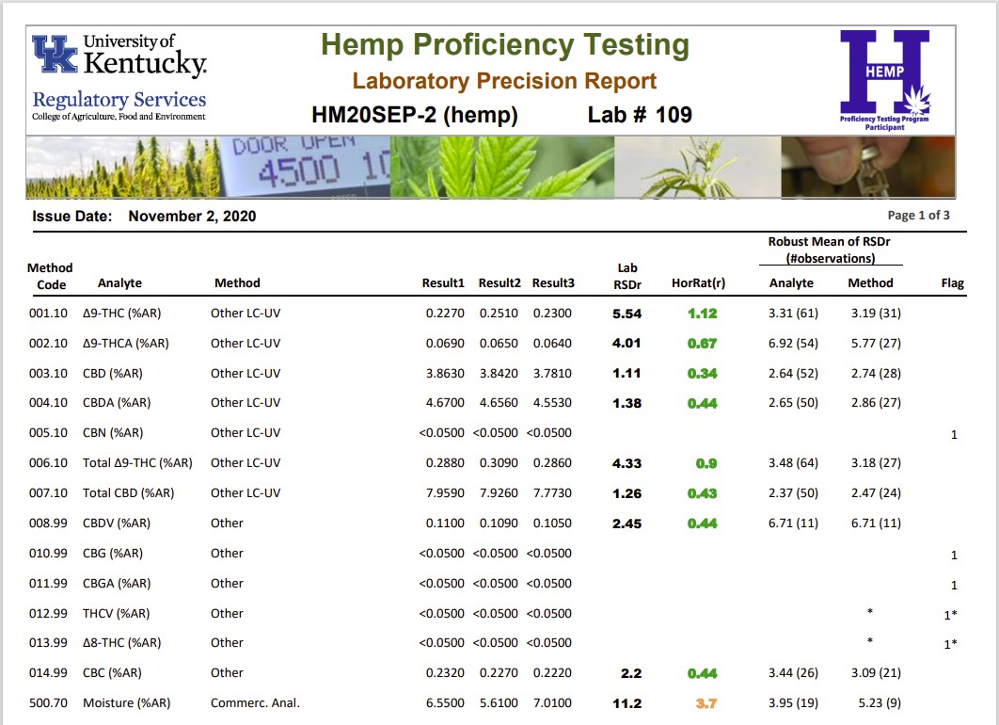 University of
Kentucky.
Regulatory Services
College of Agriculture, Food and Environment
Hemp Proficiency Testing
Laboratory Precision Report
HM20SEP-2 (hemp) Lab # 109
HEMP
Proficiency Testing Program
Participant
DOOR OPEN
4500 10
Issue Date: November 2, 2020 Page 1 of 3
Robust Mean of RSDr
(#observations)
Method Code Analyte Method Result1 Result2 Result3 Lab RSDr HorRat(r) Analyte Method Flag
001.10 Δ9-THC (%AR) Other LC-UV 0.2270 0.2510 0.2300 5.54 1.12 3.31 (61) 3.19 (31)
002.10 Δ9-THCA (%AR) Other LC-UV 0.0690 0.0650 0.0640 4.01 0.67 6.92 (54) 5.77 (27)
003.10 CBD (%AR) Other LC-UV 3.8630 3.8420 3.7810 1.11 0.34 2.64 (52) 2.74 (28)
004.10 CBDA (%AR) Other LC-UV 4.6700 4.6560 4.5530 1.38 0.44 2.65 (50) 2.86 (27)
005.10 CBN (%AR) Other LC-UV <0.0500 <0.0500 <0.0500 1
006.10 Total Δ9-THC (%AR) Other LC-UV 0.2880 0.3090 0.2860 4.33 0.9 3.48 (64) 3.18 (27)
007.10 Total CBD (%AR) Other LC-UV 7.9590 7.9260 7.7730 1.26 0.43 2.37 (50) 2.47 (24)
008.99 CBDV (%AR) Other 0.1100 0.1090 0.1050 2.45 0.44 6.71 (11) 6.71 (11)
010.99 CBG (%AR) Other <0.0500 <0.0500 <0.0500 1
011.99 CBGA (%AR) Other <0.0500 <0.0500 <0.0500 1
012.99 THCV (%AR) Other <0.0500 <0.0500 <0.0500 * 1*
013.99 Δ8-THC (%AR) Other <0.0500 <0.0500 <0.0500 * 1*
014.99 CBC (%AR) Other 0.2320 0.2270 0.2220 2.2 0.44 3.44 (26) 3.09 (21)
500.70 Moisture (%AR) Commerc. Anal. 6.5500 5.6100 7.0100 11.2 3.7 3.95 (19) 5.23 (9)